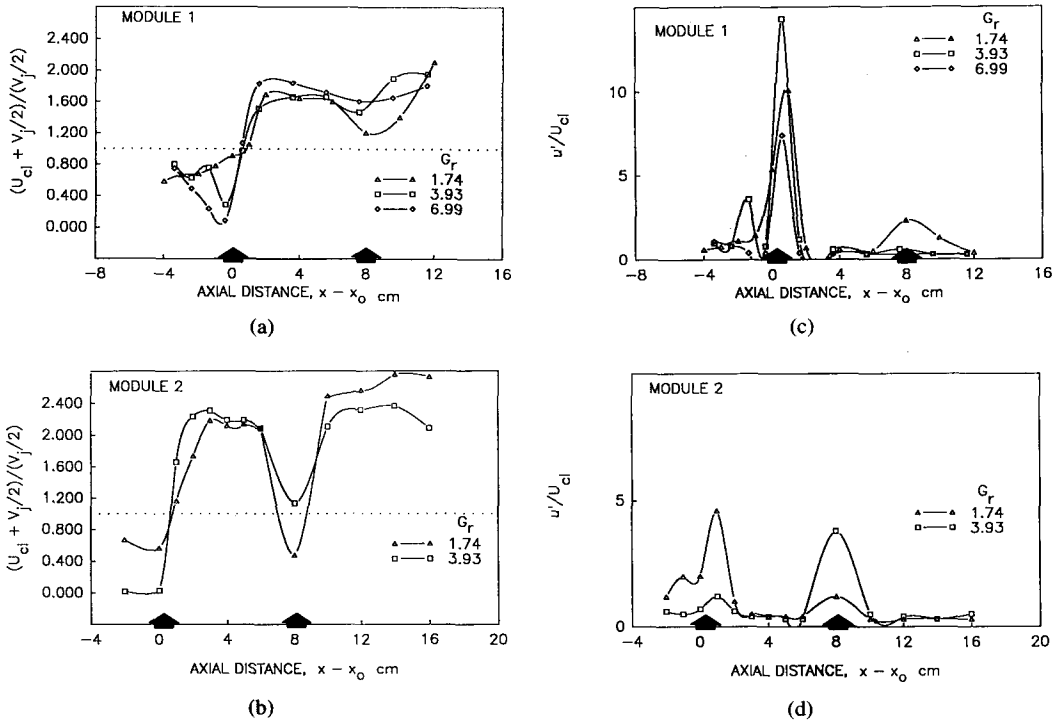 MODULE 1
(U_cl + V_j/2)/(V_j/2)
2.400
2.000
1.600
1.200
0.800
0.400
0.000
G_r
1.74
3.93
6.99
−8 −4 0 4 8 12 16
AXIAL DISTANCE, x − x_o cm
(a)
MODULE 1
u'/U_cl
10
5
0
G_r
1.74
3.93
6.99
−8 −4 0 4 8 12 16
AXIAL DISTANCE, x − x_o cm
(c)
MODULE 2
(U_cl + V_j/2)/(V_j/2)
2.400
2.000
1.600
1.200
0.800
0.400
0.000
G_r
1.74
3.93
−4 0 4 8 12 16 20
AXIAL DISTANCE, x − x_o cm
(b)
MODULE 2
u'/U_cl
5
0
G_r
1.74
3.93
−4 0 4 8 12 16 20
AXIAL DISTANCE, x − x_o cm
(d)